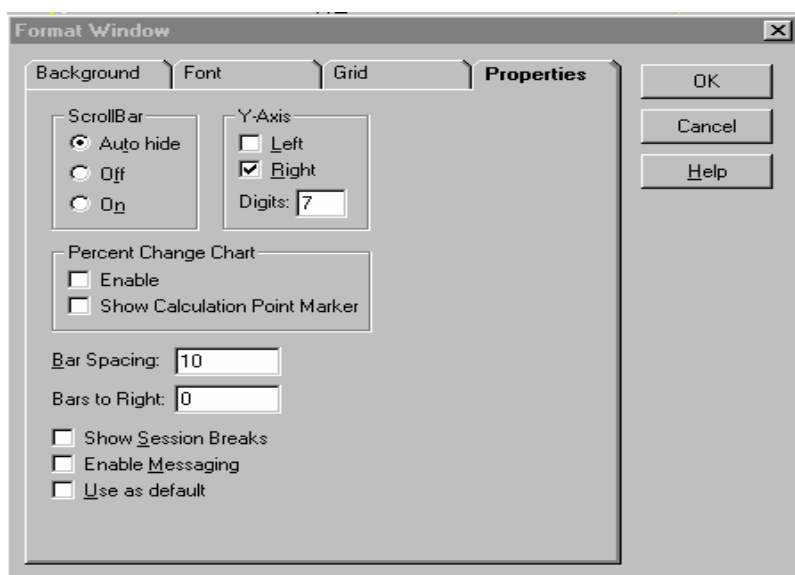 Format Window
Background Font Grid Properties
ScrollBar
Auto hide
Off
On
Y-Axis
Left
Right
Digits: 7
Percent Change Chart
Enable
Show Calculation Point Marker
Bar Spacing: 10
Bars to Right: 0
Show Session Breaks
Enable Messaging
Use as default
OK
Cancel
Help